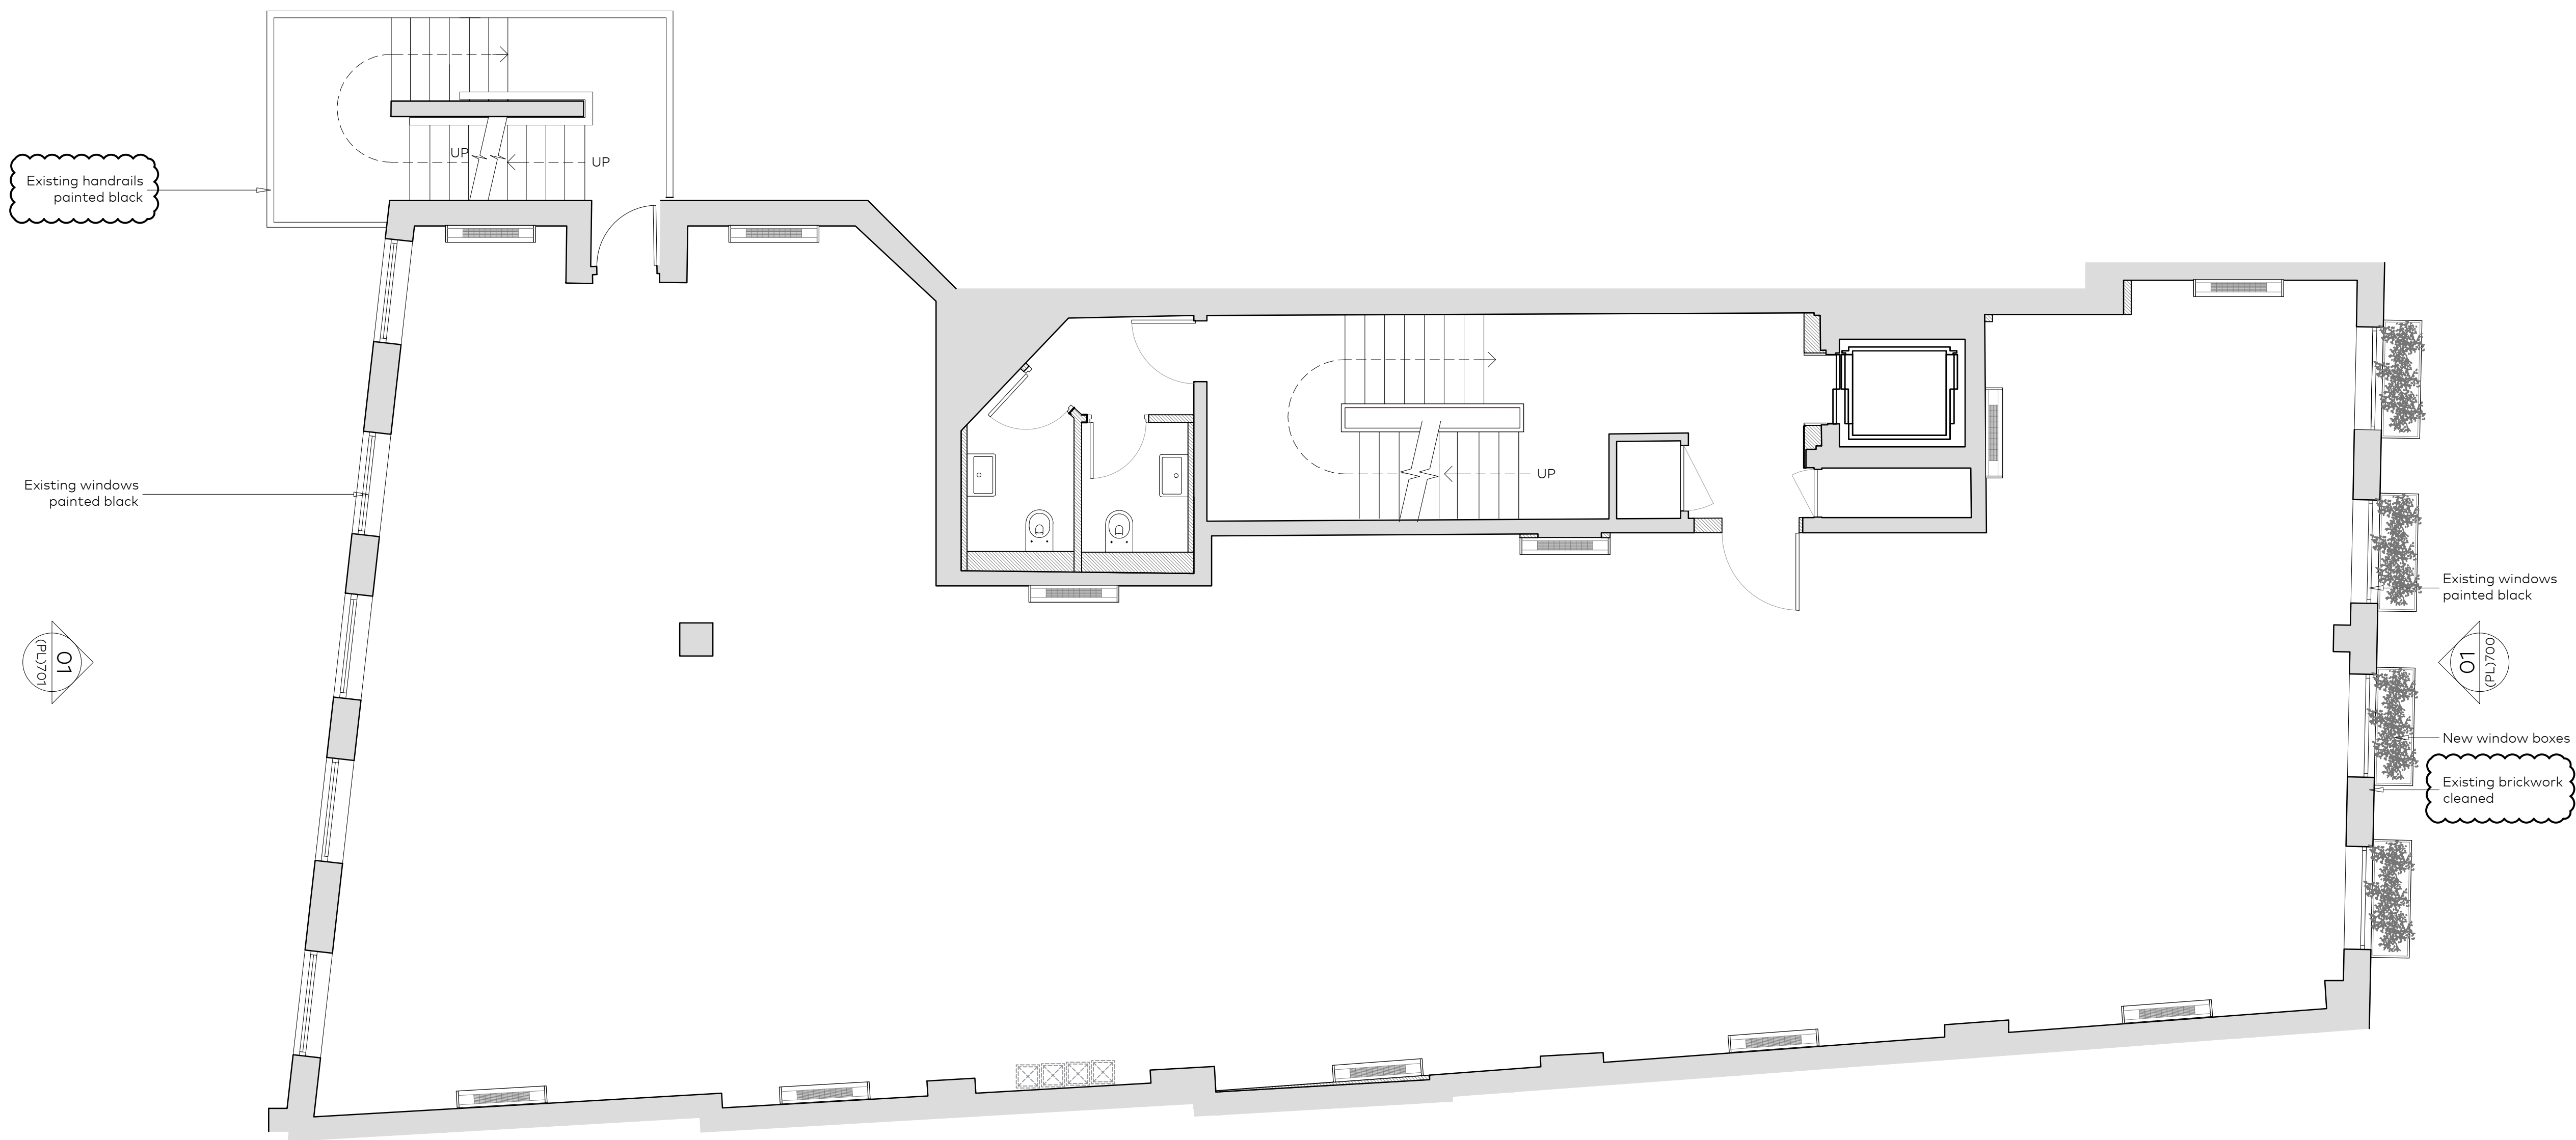 UP
UP
Existing handrails
painted black
UP
Existing windows
painted black
01
(PL)701
Existing windows
painted black
01
(PL)700
New window boxes
Existing brickwork
cleaned